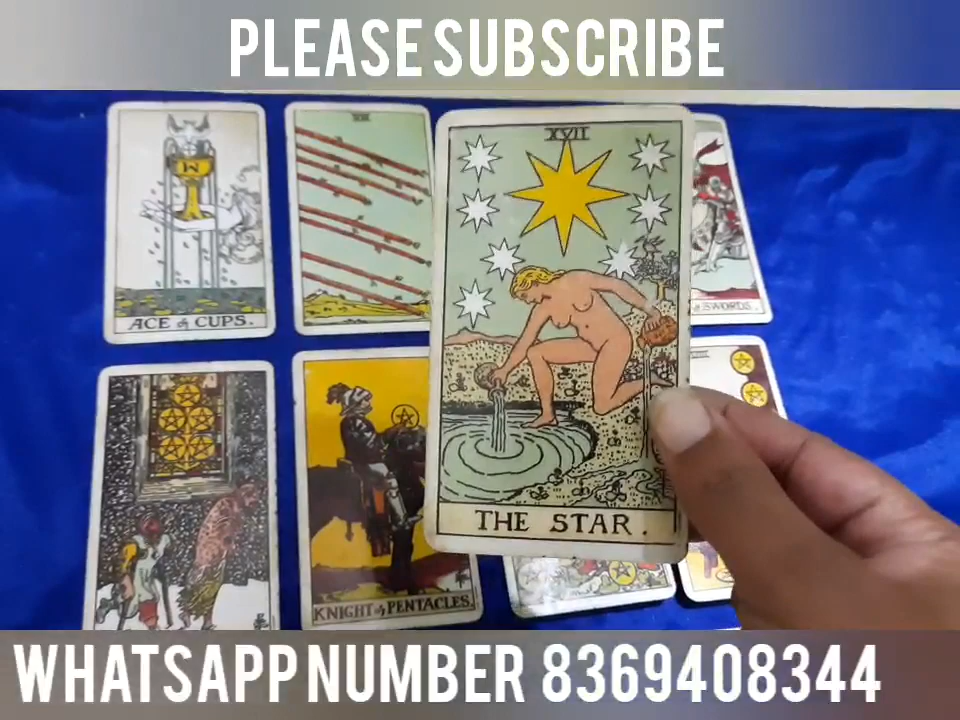 PLEASE SUBSCRIBE
XVII
ACE of CUPS.
SWORDS.
THE STAR.
KNIGHT of PENTACLES.
WHATSAPP NUMBER 8369408344